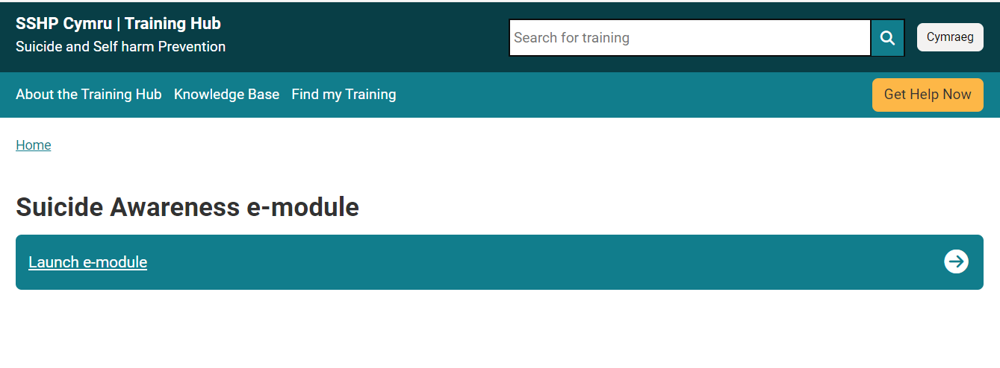 SSHP Cymru | Training Hub
Suicide and Self harm Prevention
Search for training
Cymraeg
About the Training Hub Knowledge Base Find my Training
Get Help Now
Home
Suicide Awareness e-module
Launch e-module